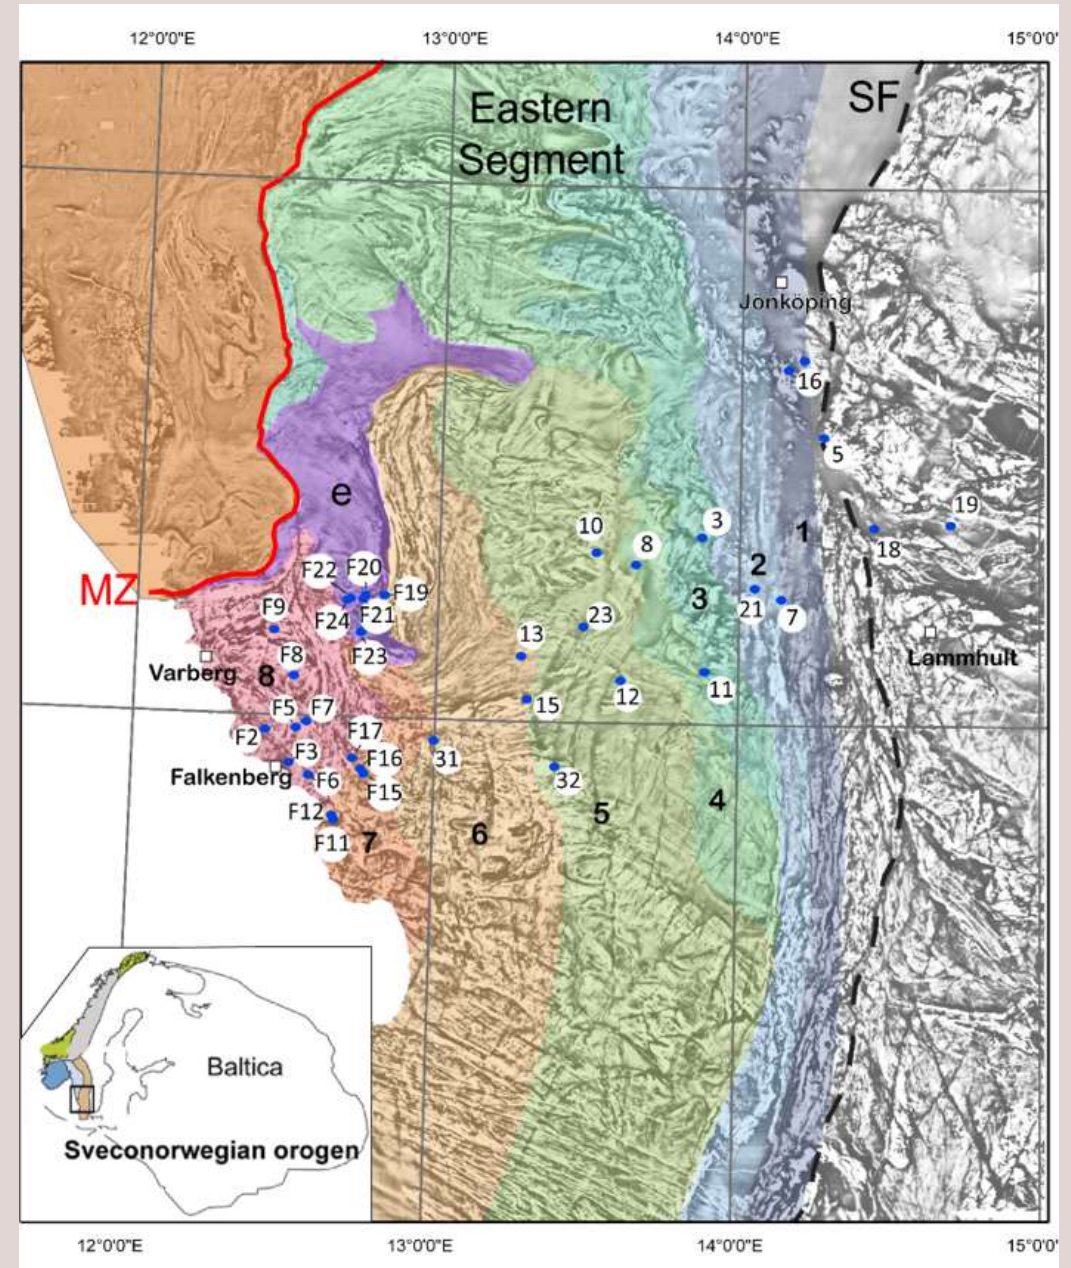 12°0'0"E
13°0'0"E
14°0'0"E
15°0'0"
Eastern
Segment
SF
Jönköping
16
5
e
10
8
3
1
19
18
2
F22
F20
F19
MZ
F9
F24
F21
3
21
7
23
13
F8
F23
Varberg
8
Lammhult
12
11
15
F5
F7
F2
F17
31
F3
F16
Falkenberg
F6
F15
32
F12
5
4
F11
7
6
Baltica
Sveconorwegian orogen
12°0'0"E
13°0'0"E
14°0'0"E
15°0'0"